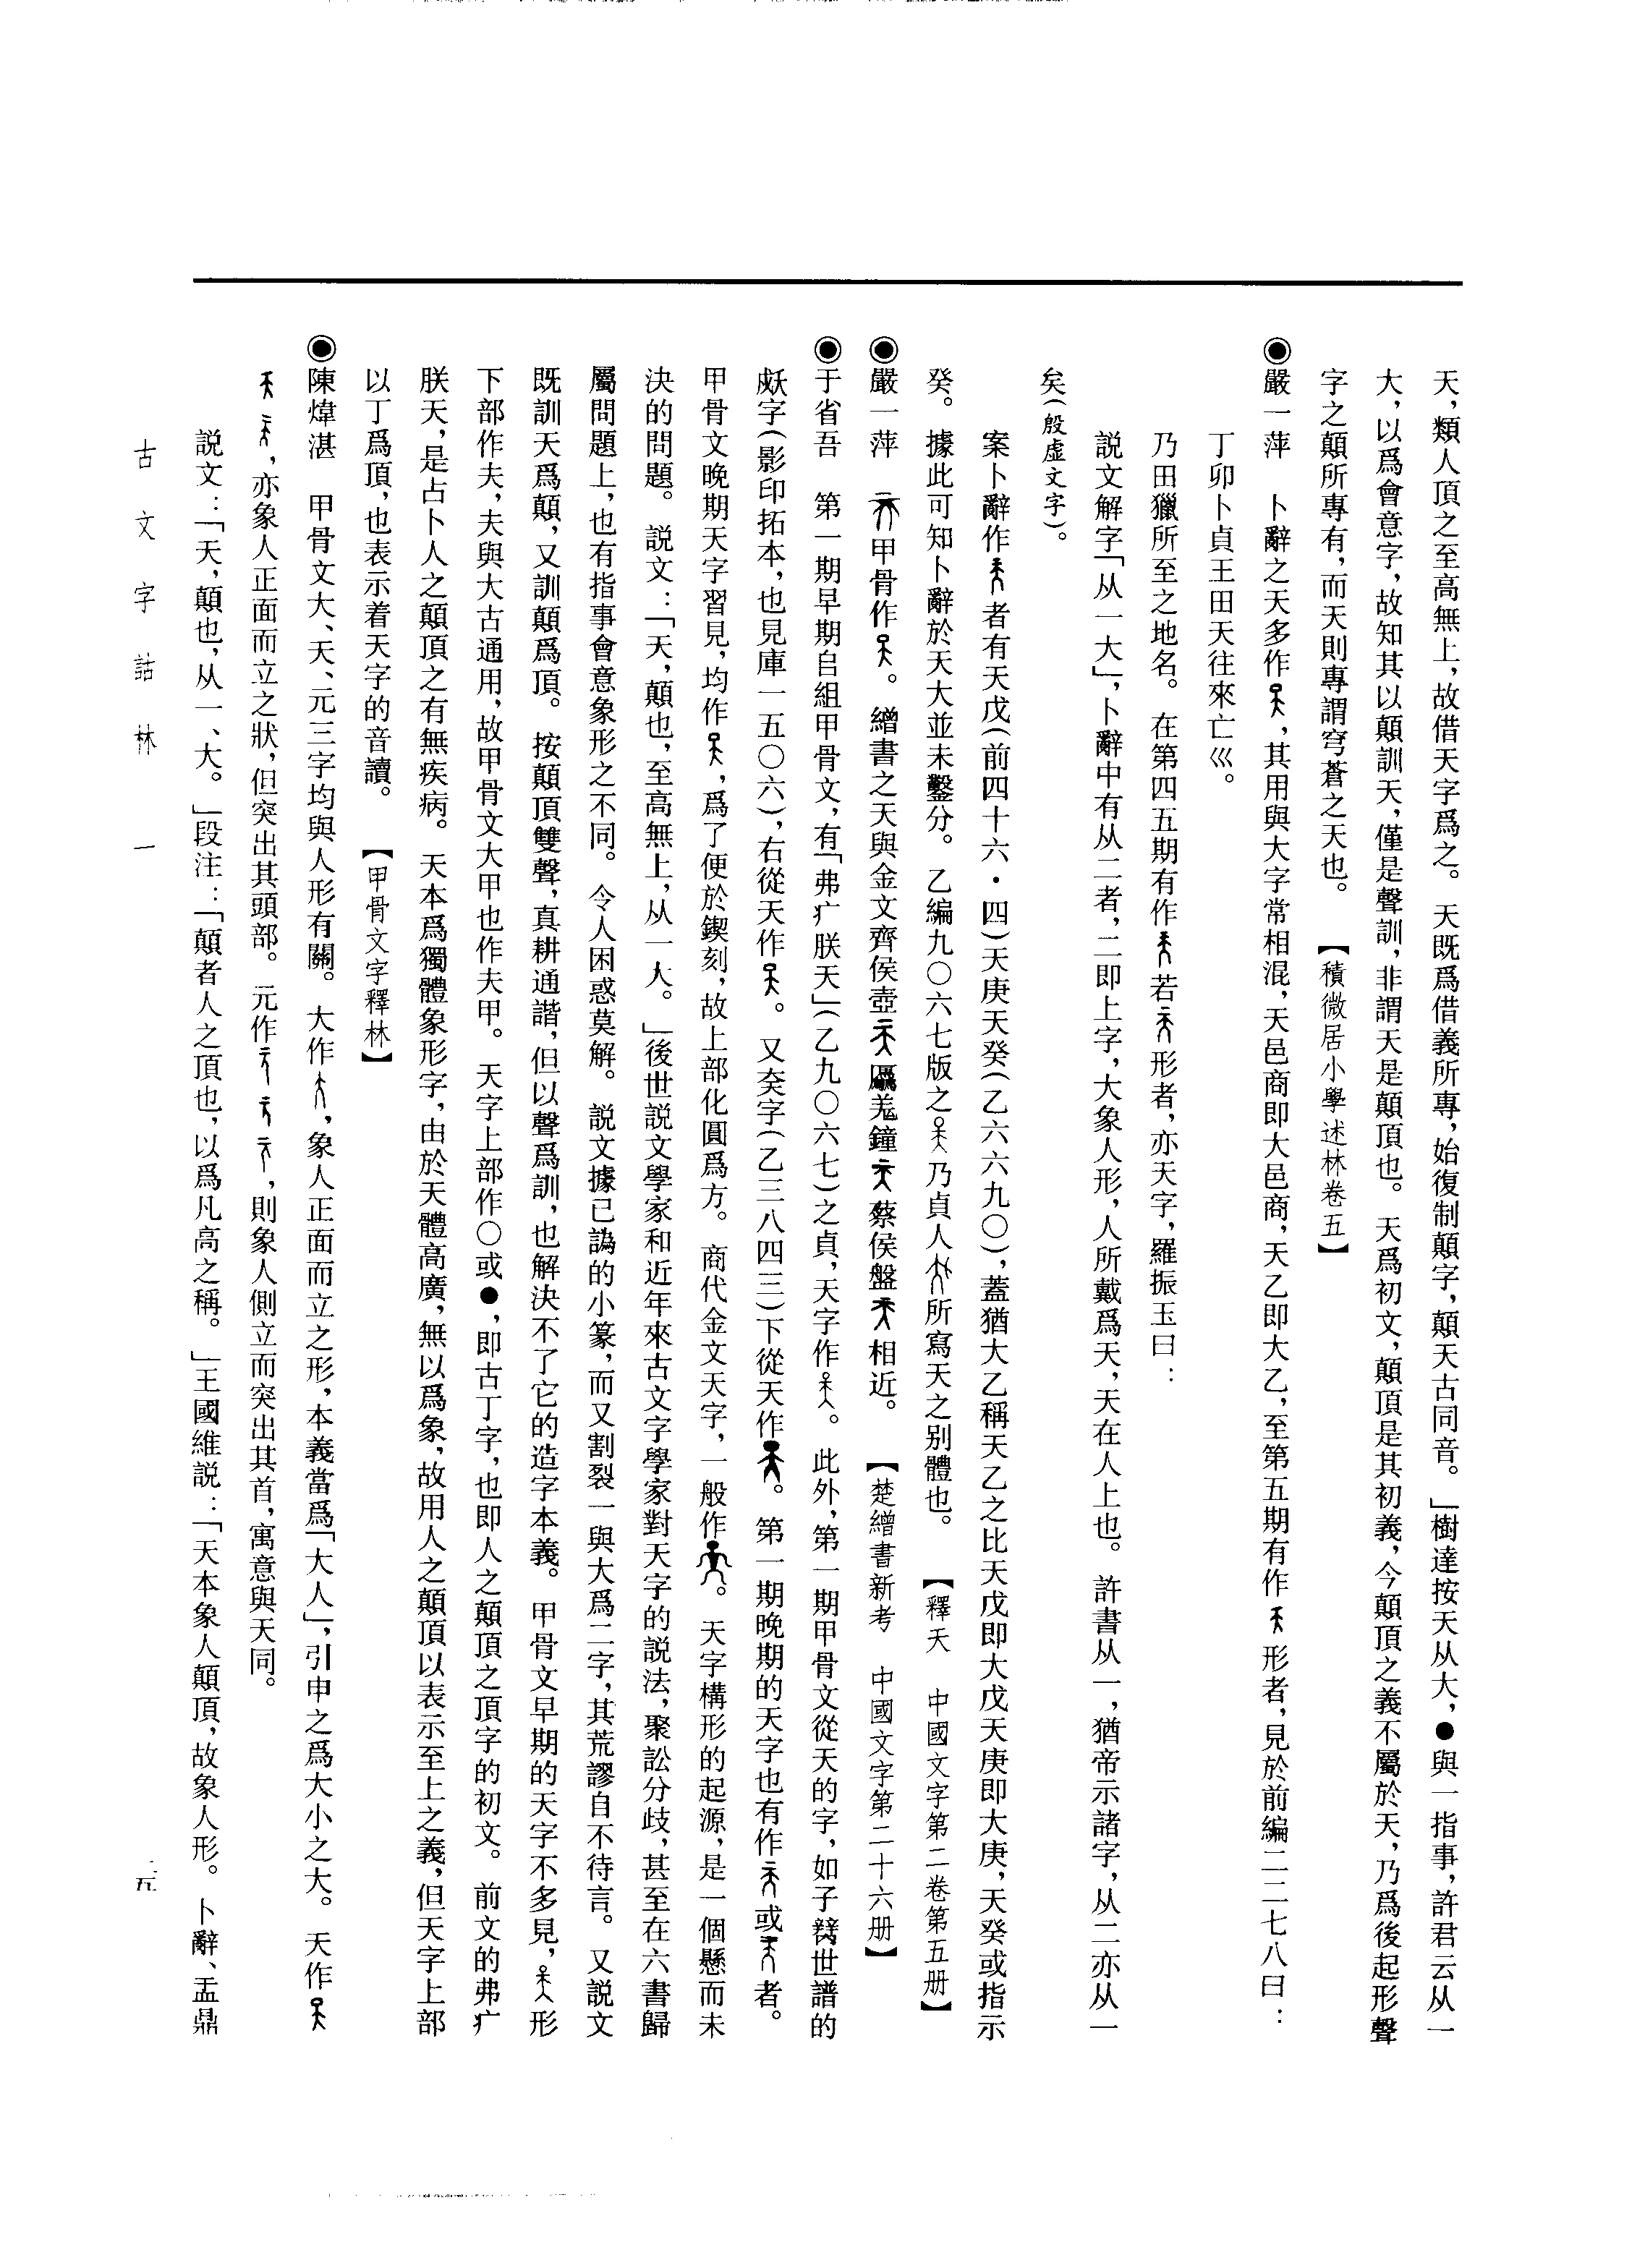 天，類人頂之至高無上，故借天字爲之。天既爲借義所專，始復制顛字，顛天古同音。」樹達按天从大，●與一指事，許君云从一
大，以爲會意字，故知其以顛訓天，僅是聲訓，非謂天是顛頂也。天爲初文，顛頂是其初義，今顛頂之義不屬於天，乃爲後起形聲
字之顛所專有，而天則專謂穹蒼之天也。【積微居小學述林卷五】
◉嚴一萍 卜辭之天多作，其用與大字常相混，天邑商即大邑商，天乙即大乙，至第五期有作形者，見於前編二二七八曰：
丁卯卜貞王田天往來亡巛。
乃田獵所至之地名。在第四五期有作若形者，亦天字，羅振玉曰：
説文解字「从一大」，卜辭中有从二者，二即上字，大象人形，人所戴爲天，天在人上也。許書从一，猶帝示諸字，从二亦从一
矣（殷虛文字）。
案卜辭作者有天戊（前四十六・四）天庚天癸（乙六六九〇），蓋猶大乙稱天乙之比天戊即大戊天庚即大庚，天癸或指示
癸。據此可知卜辭於天大並未鑿分。乙編九〇六七版之乃貞人所寫天之别體也。【釋天 中國文字第二卷第五册】
◉嚴一萍 甲骨作。繒書之天與金文齊侯壺羌鐘蔡侯盤相近。【楚繒書新考 中國文字第二十六册】
◉于省吾 第一期早期自組甲骨文，有「弗疒朕天」（乙九〇六七）之貞，天字作。此外，第一期甲骨文從天的字，如子㜸世譜的
字（影印拓本，也見庫一五〇六），右從天作。又字（乙三八四三）下從天作。第一期晚期的天字也有作或者。
甲骨文晚期天字習見，均作，爲了便於鍥刻，故上部化圓爲方。商代金文天字，一般作。天字構形的起源，是一個懸而未
決的問題。説文：「天，顛也，至高無上，从一大。」後世説文學家和近年來古文字學家對天字的説法，聚訟分歧，甚至在六書歸
屬問題上，也有指事會意象形之不同。令人困惑莫解。説文據已譌的小篆，而又割裂一與大爲二字，其荒謬自不待言。又説文
既訓天爲顛，又訓顛爲頂。按顛頂雙聲，真耕通諧，但以聲爲訓，也解決不了它的造字本義。甲骨文早期的天字不多見，形
下部作夫，夫與大古通用，故甲骨文大甲也作夫甲。天字上部作○或●，即古丁字，也即人之顛頂之頂字的初文。前文的弗疒
朕天，是占卜人之顛頂之有無疾病。天本爲獨體象形字，由於天體高廣，無以爲象，故用人之顛頂以表示至上之義，但天字上部
以丁爲頂，也表示着天字的音讀。【甲骨文字釋林】
◉陳煒湛 甲骨文大、天、元三字均與人形有關。大作，象人正面而立之形，本義當爲「大人」，引申之爲大小之大。天作
，亦象人正面而立之狀，但突出其頭部。元作，則象人側立而突出其首，寓意與天同。
説文：「天，顛也，从一、大。」段注：「顛者人之頂也，以爲凡高之稱。」王國維説：「天本象人顛頂，故象人形。卜辭、盂鼎
古文字詁林 一